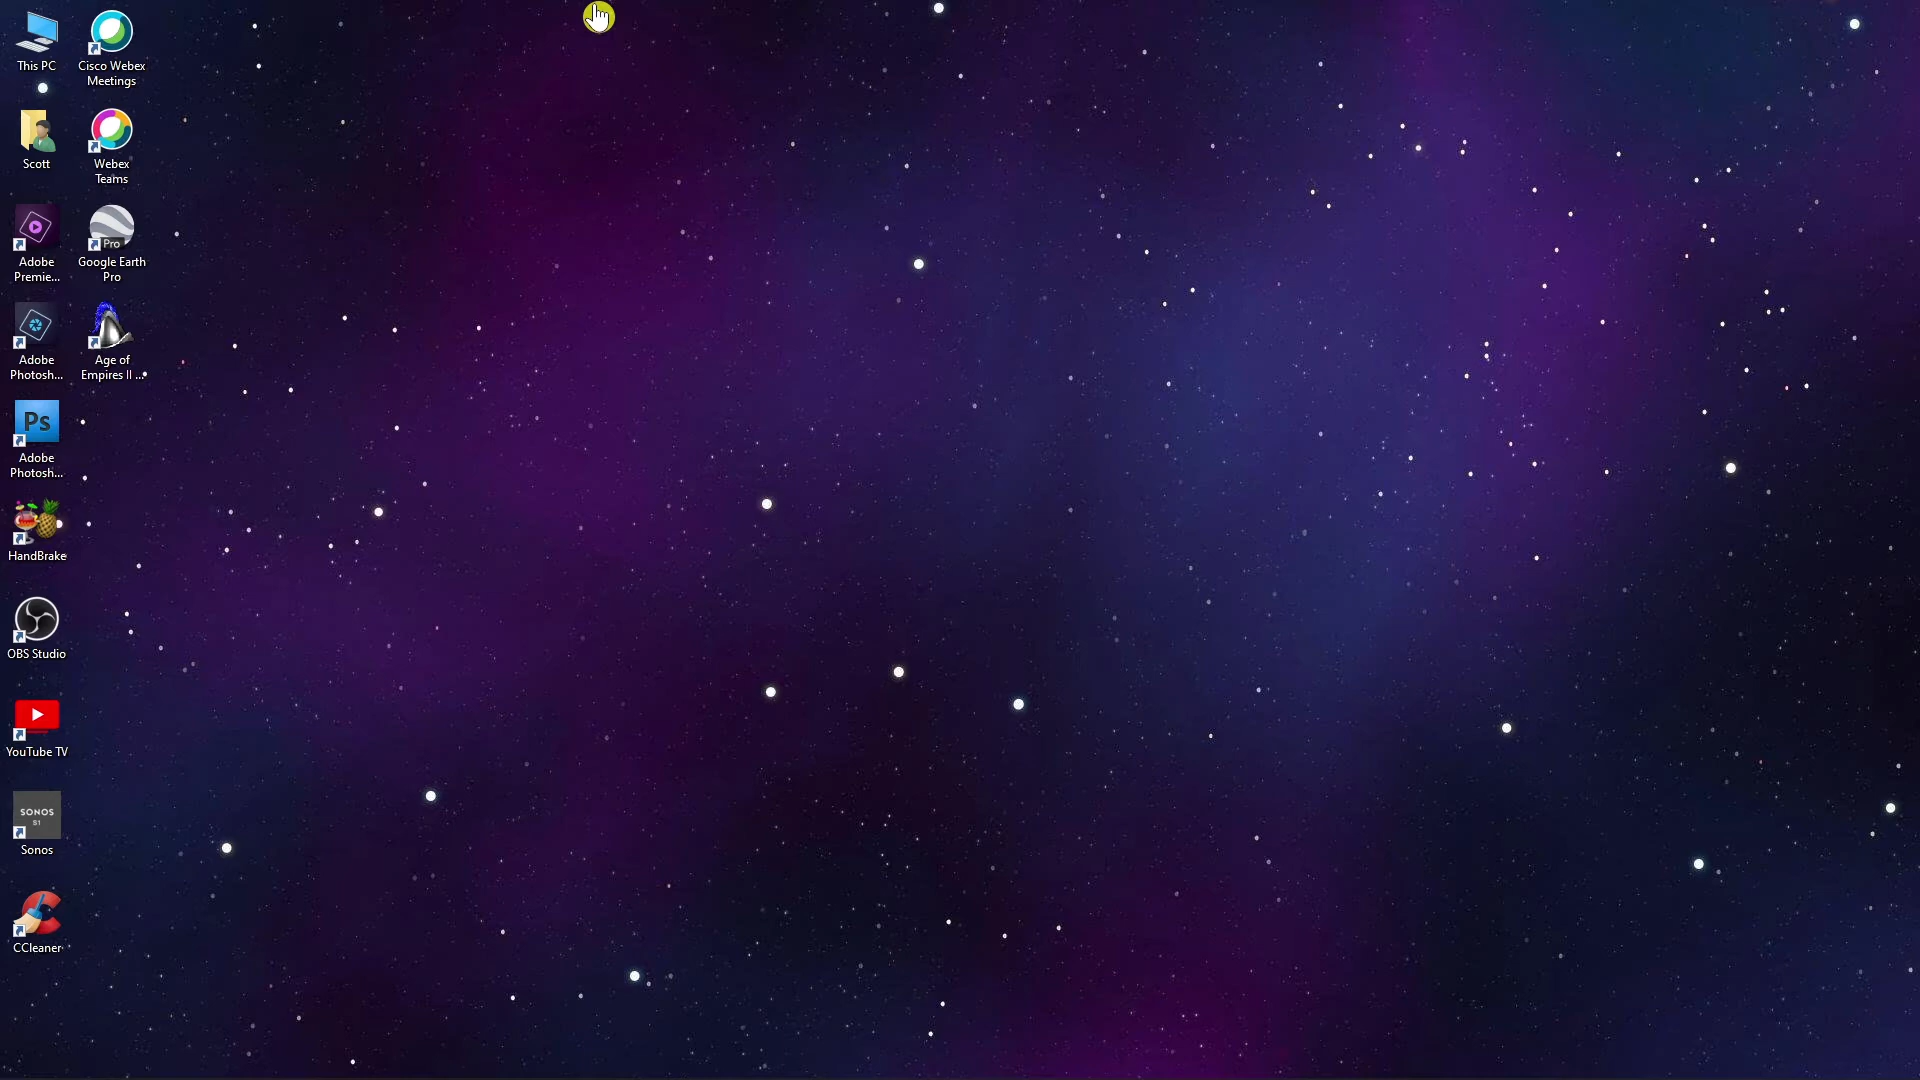 This PC
Cisco Webex
Meetings
Scott
Webex
Teams
Adobe
Premie...
Pro
Google Earth
Pro
Adobe
Photosh...
Age of
Empires II ...
Ps
Adobe
Photosh...
HandBrake
OBS Studio
YouTube TV
SONOS
S1
Sonos
CCleaner